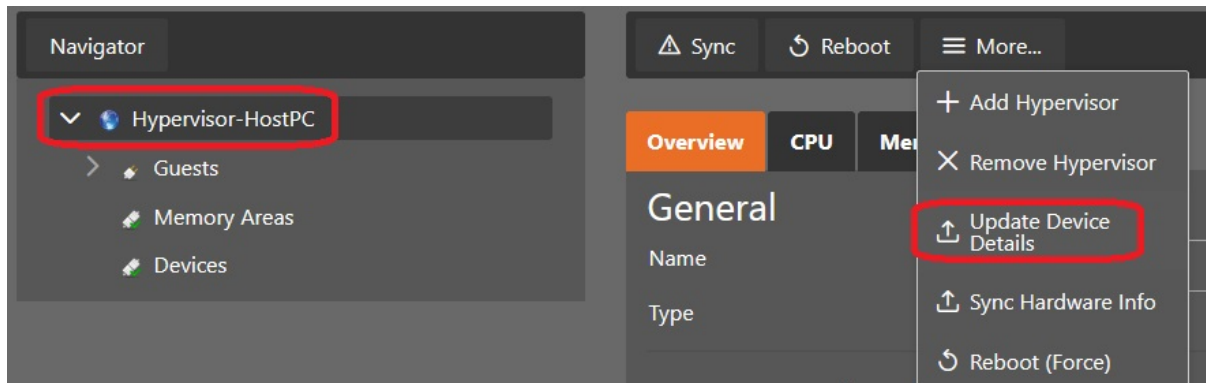 Navigator
Hypervisor-HostPC
Guests
Memory Areas
Devices
Sync Reboot More...
Add Hypervisor
Remove Hypervisor
Update Device
Details
Sync Hardware Info
Reboot (Force)
Overview CPU
General
Name
Type